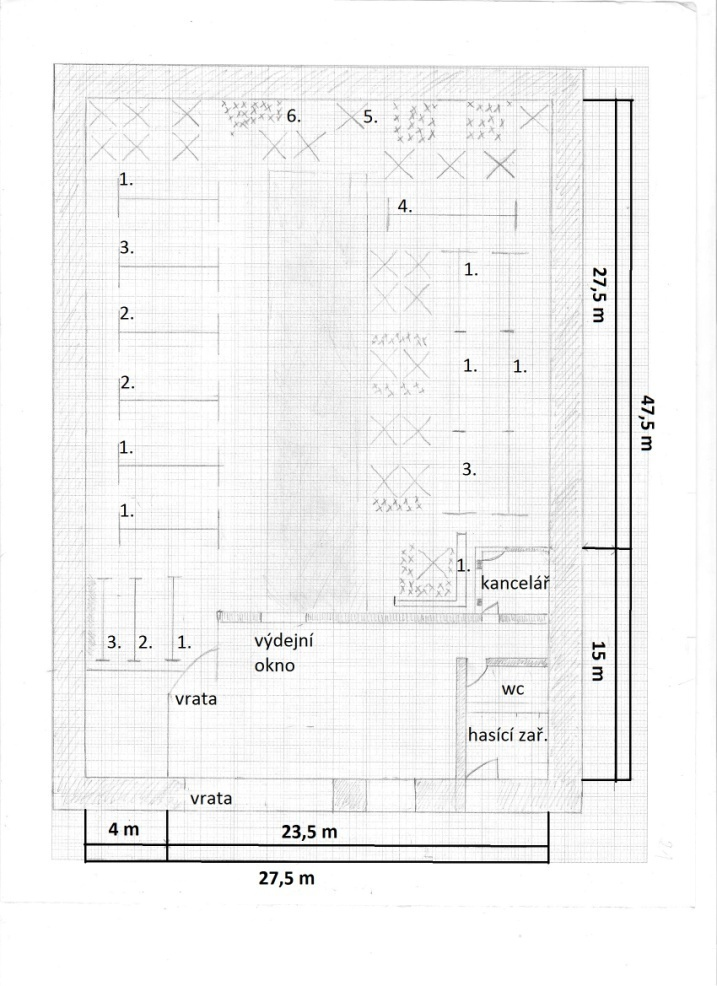 6.
5.
1.
4.
3.
1.
2.
1.
1.
2.
1.
3.
1.
1.
1.
kancelář
3.
2.
1.
výdejní
okno
wc
vrata
hasící zař.
vrata
27,5 m
47,5 m
15 m
4 m
23,5 m
27,5 m